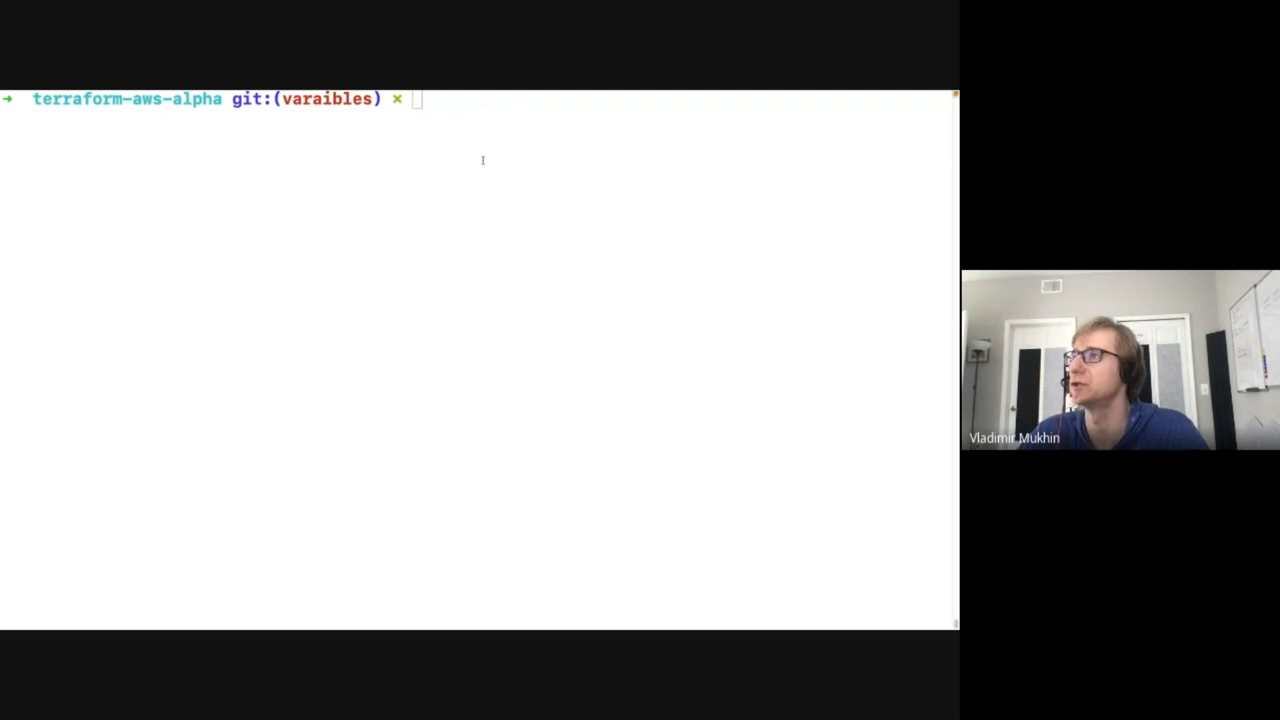 ➜  terraform-aws-alpha git:(varaibles) ✗
Vladimir Mukhin